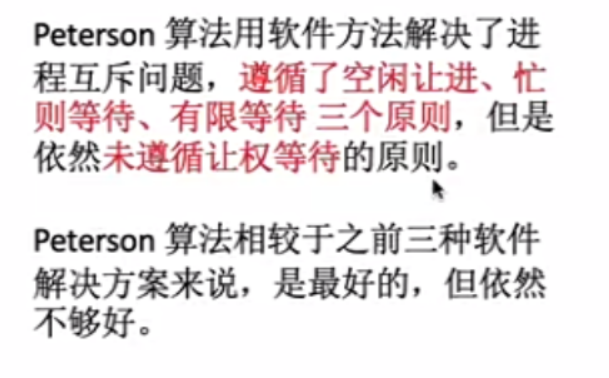 Peterson 算法用软件方法解决了进
程互斥问题，遵循了空闲让进、忙
则等待、有限等待 三个原则，但是
依然未遵循让权等待的原则。
Peterson 算法相较于之前三种软件
解决方案来说，是最好的，但依然
不够好。